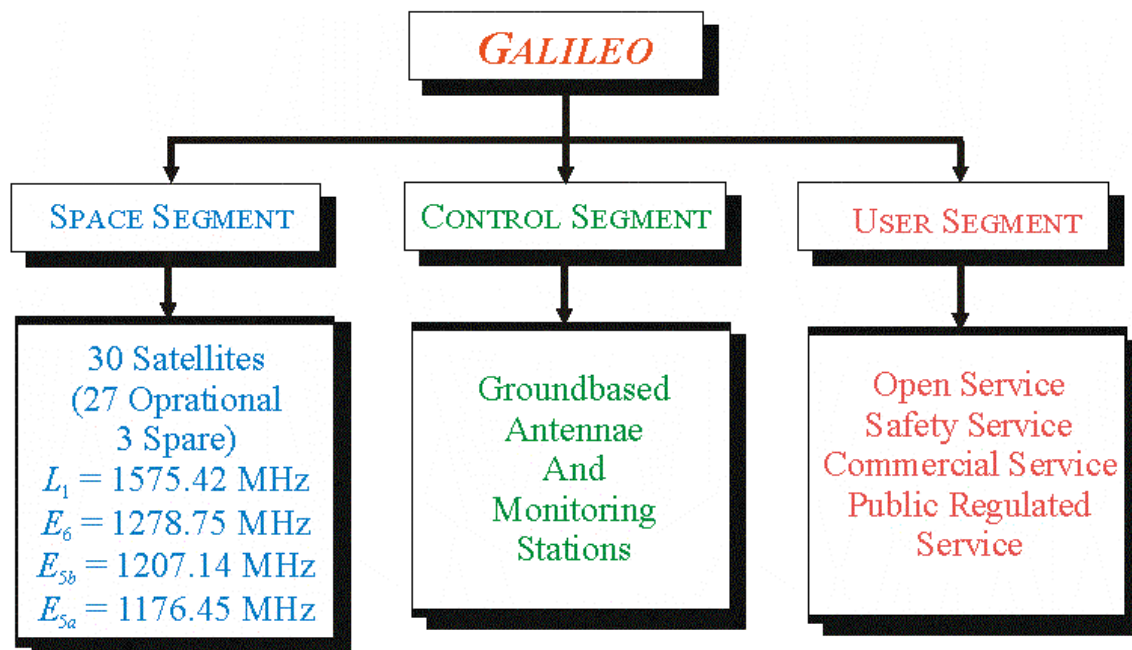 GALILEO
SPACE SEGMENT
CONTROL SEGMENT
USER SEGMENT
30 Satellites
(27 Oprational
3 Spare)
L1 = 1575.42 MHz
E6 = 1278.75 MHz
E5b = 1207.14 MHz
E5a = 1176.45 MHz
Groundbased
Antennae
And
Monitoring
Stations
Open Service
Safety Service
Commercial Service
Public Regulated
Service